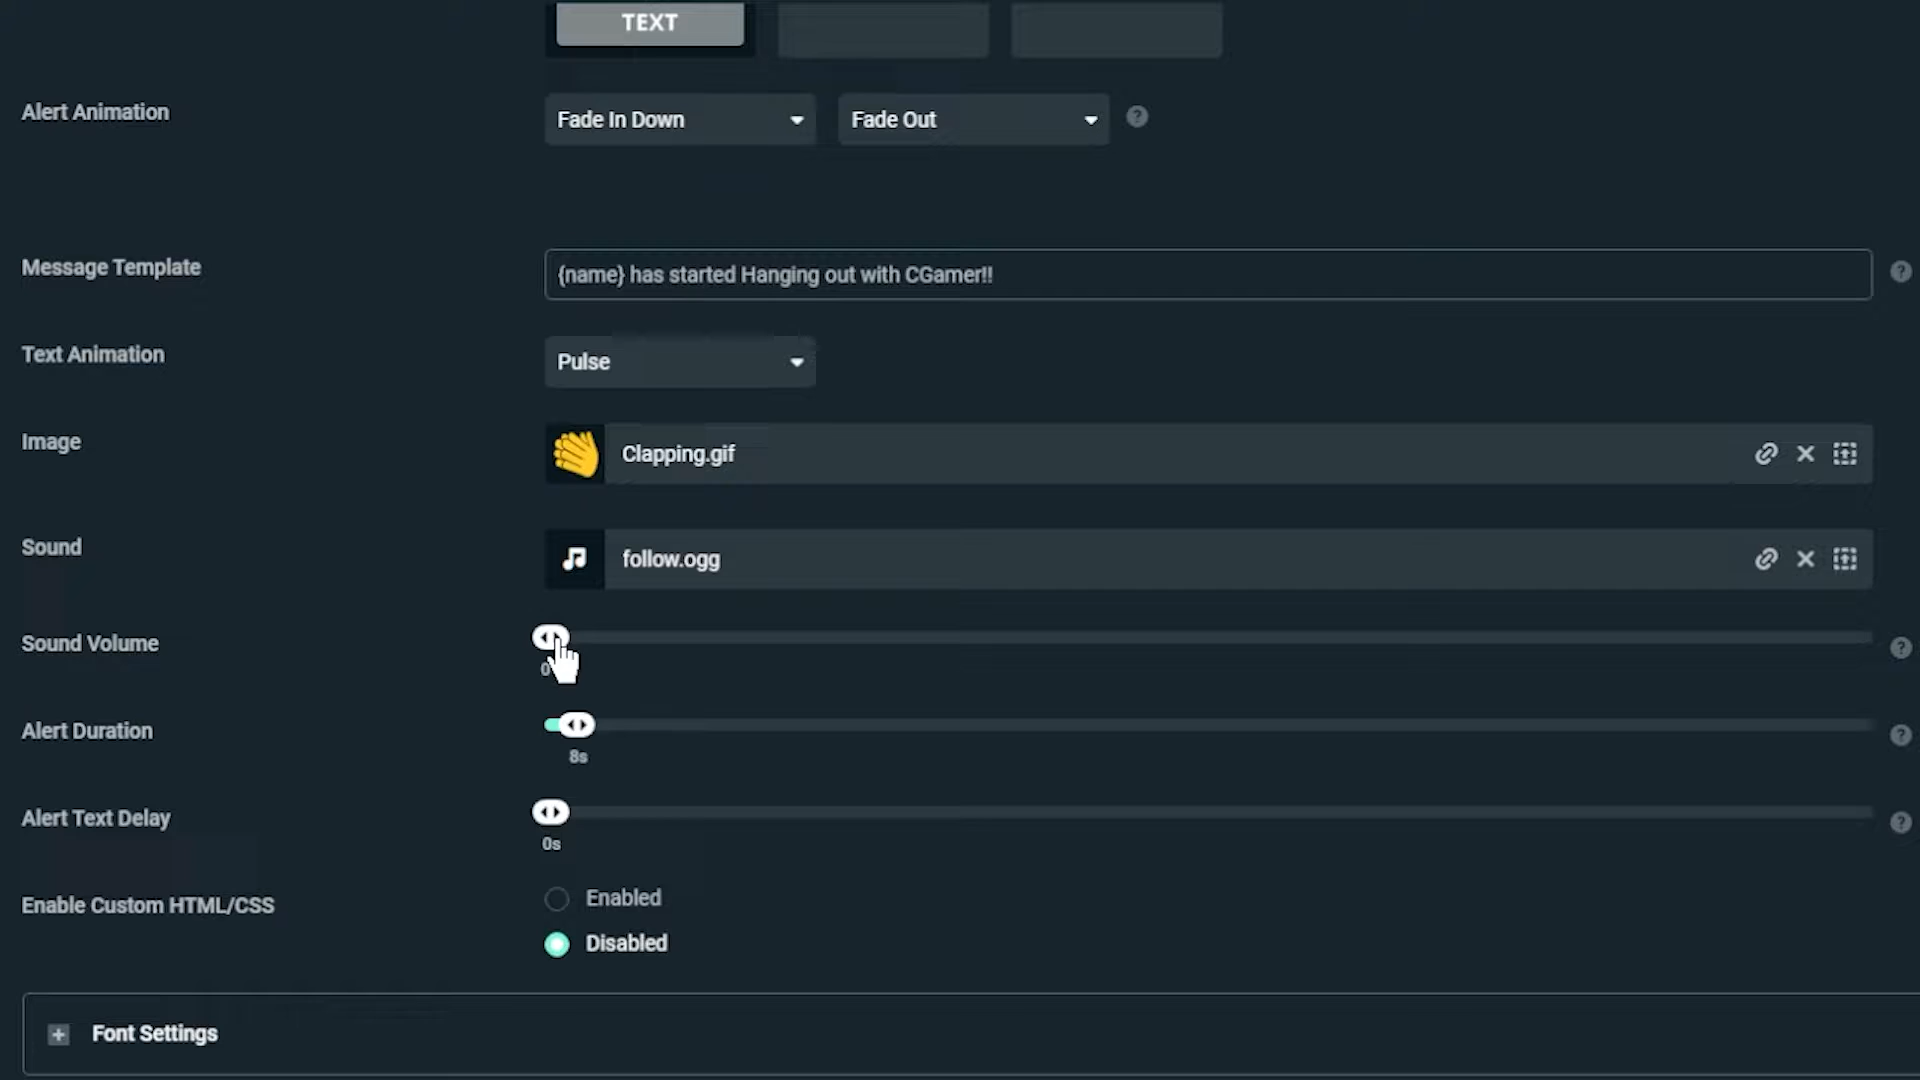 TEXT
Alert Animation
Fade In Down
Fade Out
Message Template
{name} has started Hanging out with CGamer!!
Text Animation
Pulse
Image
Clapping.gif
Sound
follow.ogg
Sound Volume
0
Alert Duration
8s
Alert Text Delay
0s
Enable Custom HTML/CSS
Enabled
Disabled
Font Settings